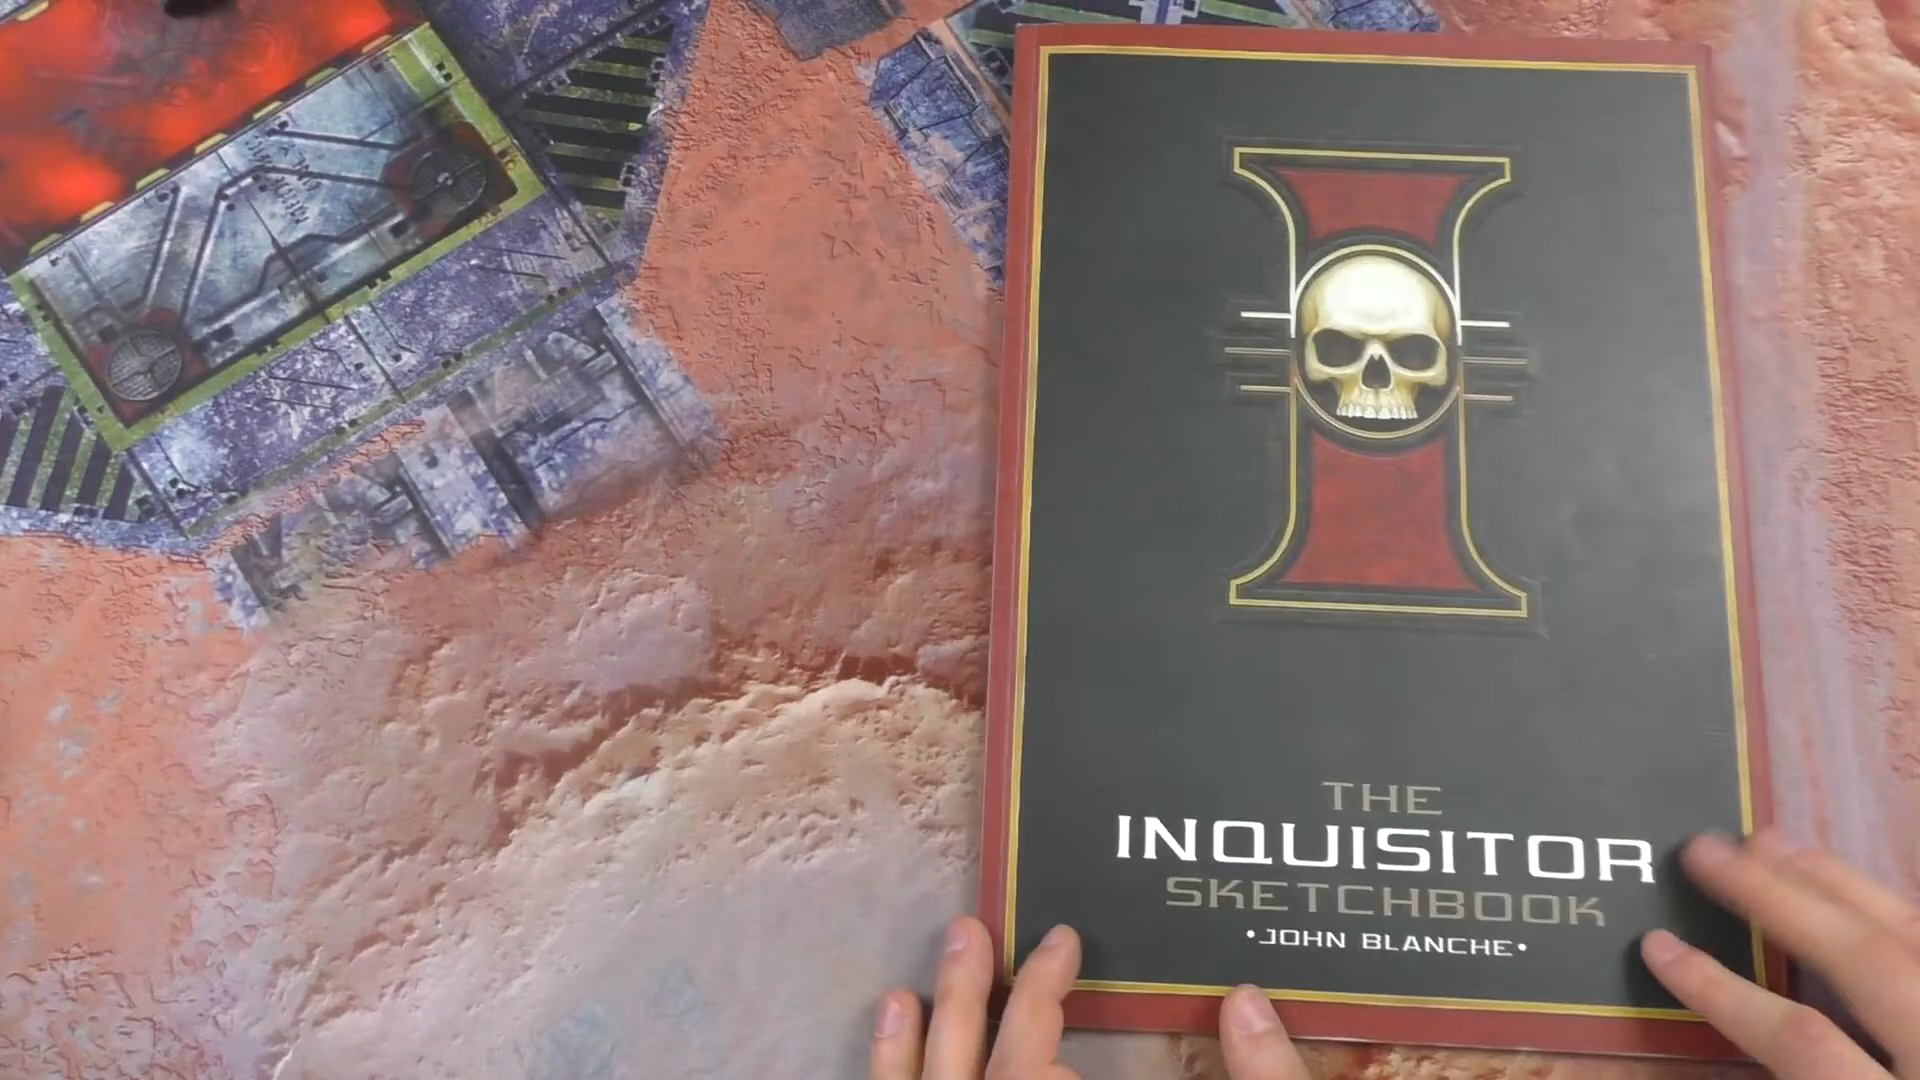 THE
INQUISITOR
SKETCHBOOK
•JOHN BLANCHE•